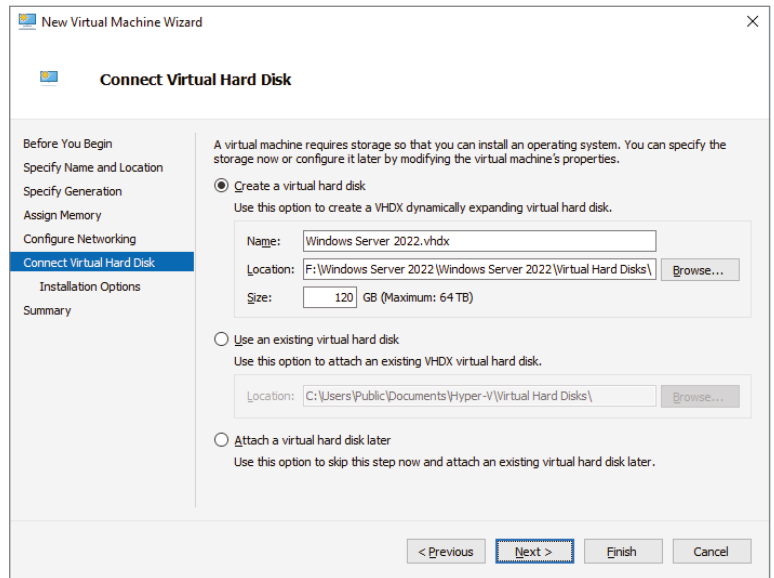 New Virtual Machine Wizard
Connect Virtual Hard Disk
Before You Begin
Specify Name and Location
Specify Generation
Assign Memory
Configure Networking
Connect Virtual Hard Disk
Installation Options
Summary
A virtual machine requires storage so that you can install an operating system. You can specify the
storage now or configure it later by modifying the virtual machine's properties.
Create a virtual hard disk
Use this option to create a VHDX dynamically expanding virtual hard disk.
Name: Windows Server 2022.vhdx
Location: F:\Windows Server 2022\Windows Server 2022\Virtual Hard Disks\ Browse...
Size: 120 GB (Maximum: 64 TB)
Use an existing virtual hard disk
Use this option to attach an existing VHDX virtual hard disk.
Location: C:\Users\Public\Documents\Hyper-V\Virtual Hard Disks\ Browse...
Attach a virtual hard disk later
Use this option to skip this step now and attach an existing virtual hard disk later.
< Previous Next > Finish Cancel